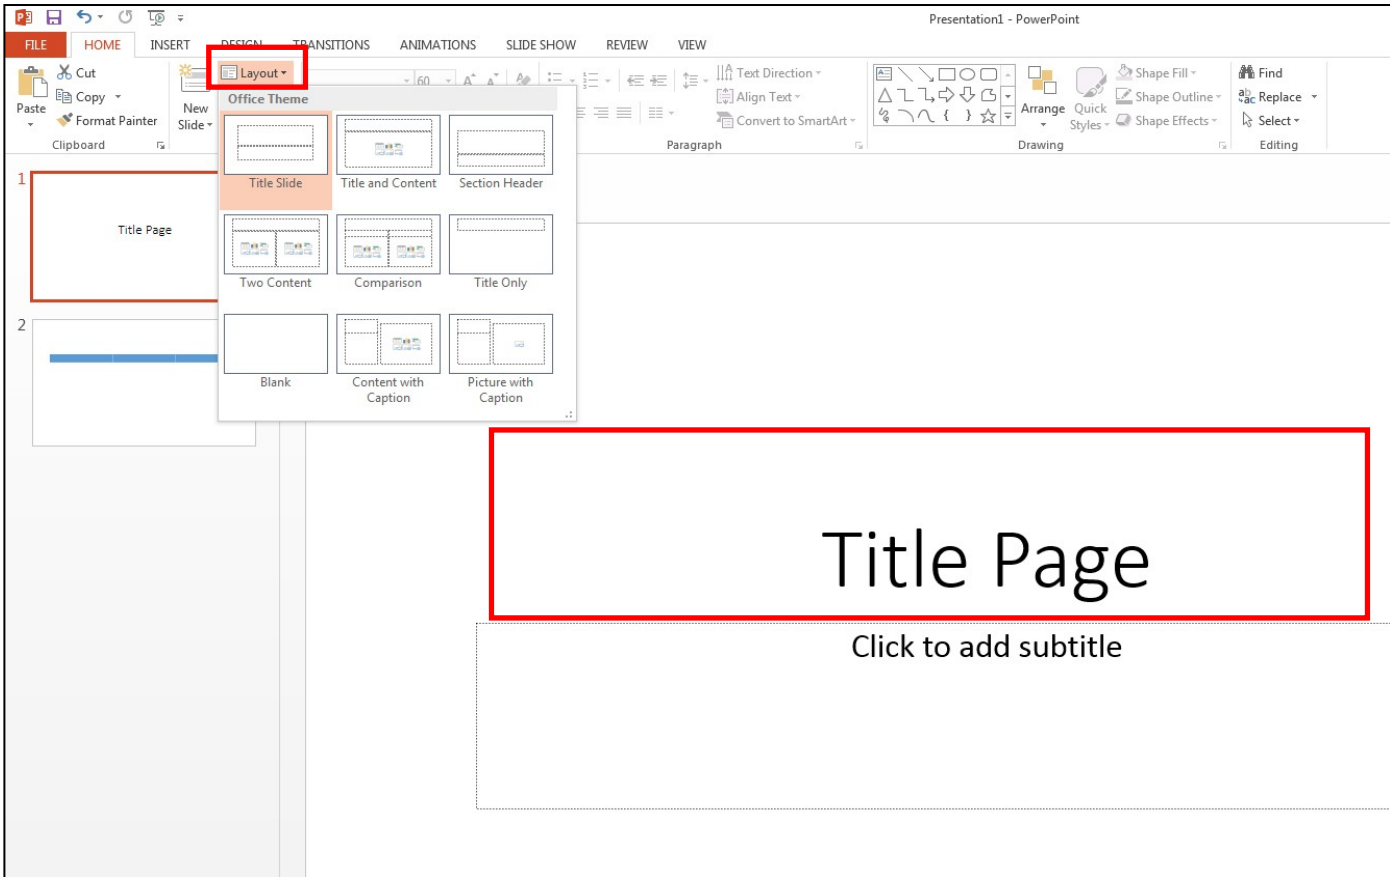 Presentation1 - PowerPoint
FILE HOME INSERT DESIGN TRANSITIONS ANIMATIONS SLIDE SHOW REVIEW VIEW
Paste
Cut
Copy
Format Painter
Clipboard
New
Slide
Layout
60
Text Direction
Align Text
Convert to SmartArt
Paragraph
Arrange
Quick
Styles
Shape Fill
Shape Outline
Shape Effects
Drawing
Find
Replace
Select
Editing
Office Theme
Title Slide
Title and Content
Section Header
Two Content
Comparison
Title Only
Blank
Content with
Caption
Picture with
Caption
1
Title Page
2
Title Page
Click to add subtitle